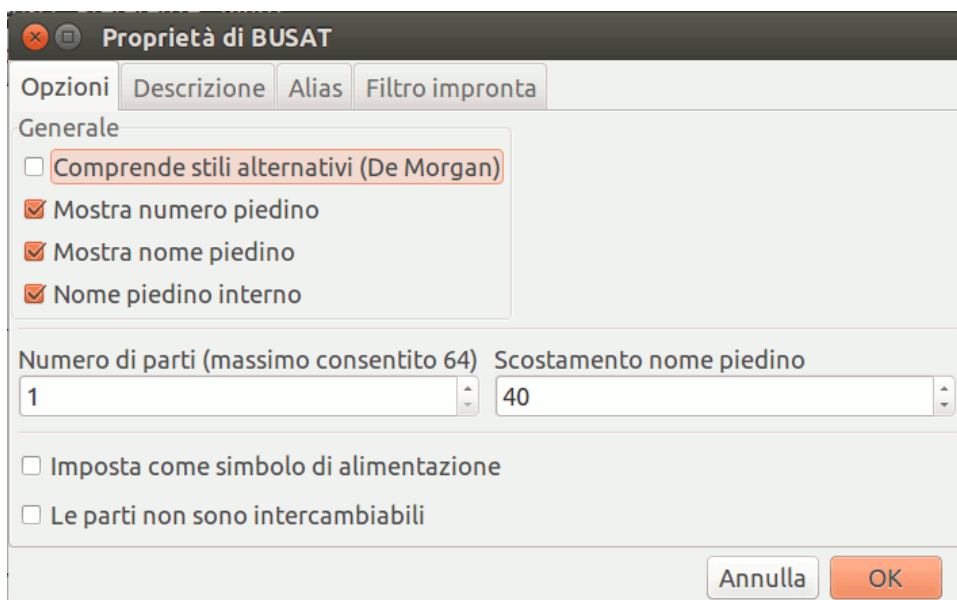 Proprietà di BUSAT
Opzioni Descrizione Alias Filtro impronta
Generale
Comprende stili alternativi (De Morgan)
Mostra numero piedino
Mostra nome piedino
Nome piedino interno
Numero di parti (massimo consentito 64) Scostamento nome piedino
1 40
Imposta come simbolo di alimentazione
Le parti non sono intercambiabili
Annulla OK